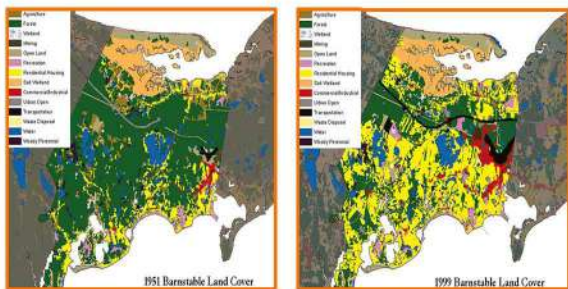 Agriculture
Forest
Wetland
Mining
Open Land
Recreation
Residential Housing
Salt Wetland
Commercial/Industrial
Urban Open
Transportation
Waste Disposal
Water
Woody Perennial
1951 Barnstable Land Cover
Agriculture
Forest
Wetland
Mining
Open Land
Recreation
Residential Housing
Salt Wetland
Commercial/Industrial
Urban Open
Transportation
Waste Disposal
Water
Woody Perennial
1999 Barnstable Land Cover